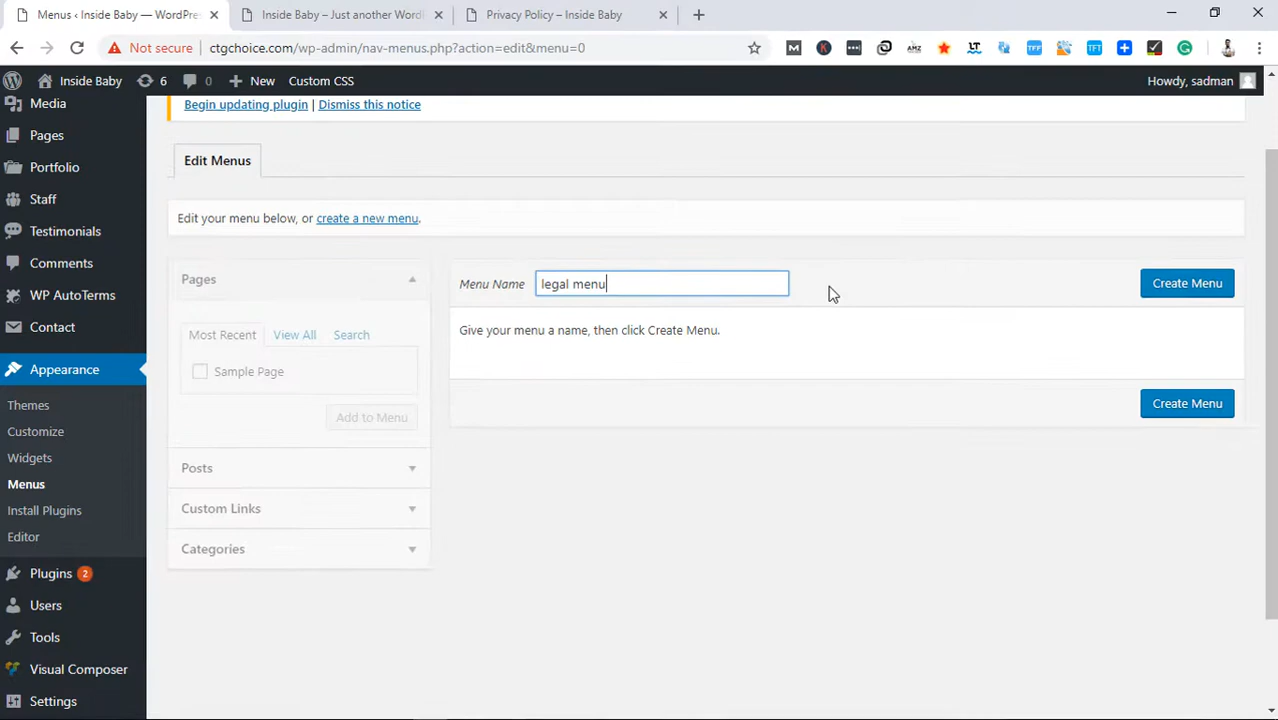 Menus ‹ Inside Baby — WordPres
Inside Baby – Just another Wordl
Privacy Policy – Inside Baby
Not secure
ctgchoice.com/wp-admin/nav-menus.php?action=edit&menu=0
Inside Baby
6
0
New
Custom CSS
Howdy, sadman
Media
Pages
Portfolio
Staff
Testimonials
Comments
WP AutoTerms
Contact
Appearance
Themes
Customize
Widgets
Menus
Install Plugins
Editor
Plugins 2
Users
Tools
Visual Composer
Settings
Begin updating plugin | Dismiss this notice
Edit Menus
Edit your menu below, or create a new menu.
Pages
Most Recent
View All
Search
Sample Page
Add to Menu
Posts
Custom Links
Categories
Menu Name legal menu
Create Menu
Give your menu a name, then click Create Menu.
Create Menu